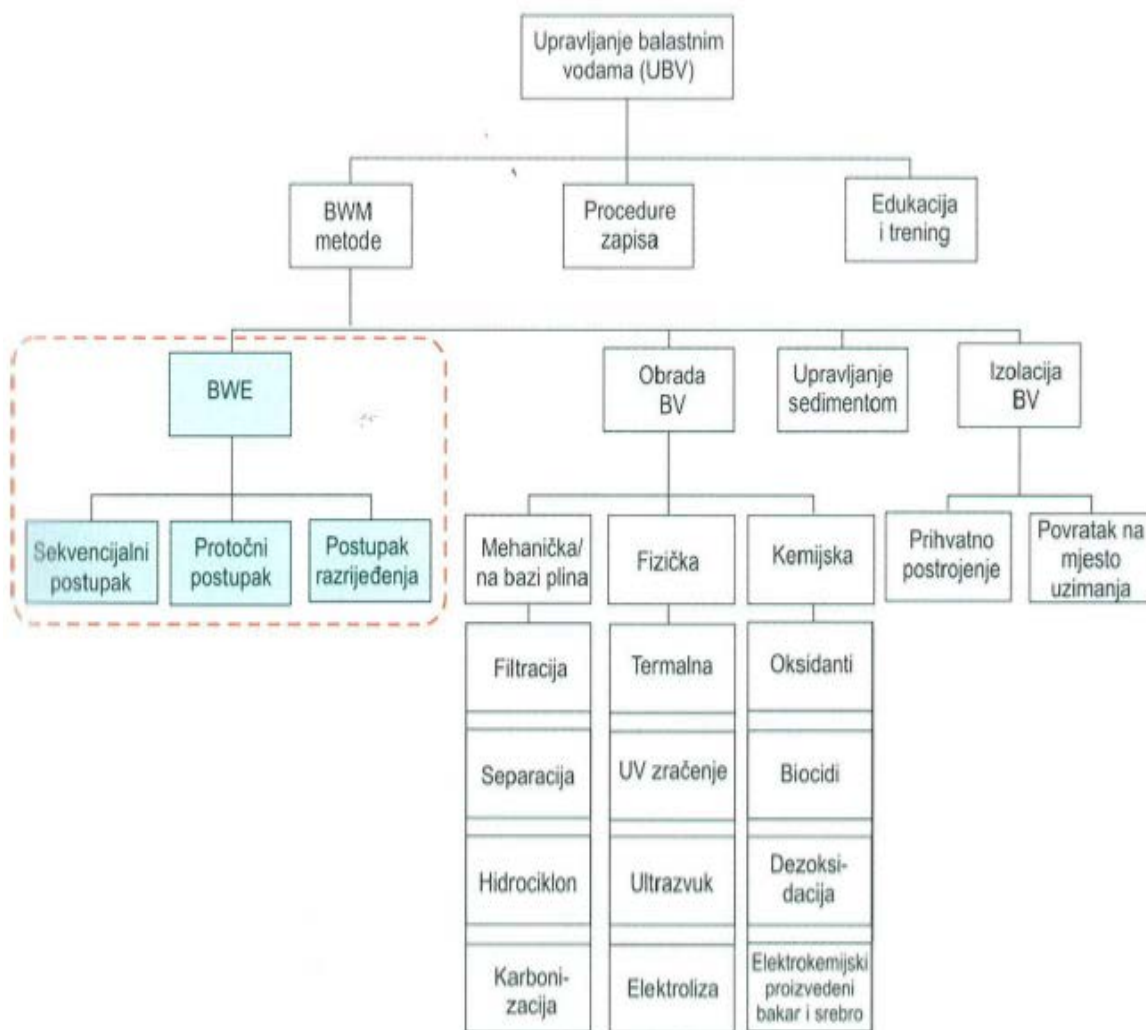 Upravljanje balastnim
vodama (UBV)
BWM
metode
Procedure
zapisa
Edukacija
i trening
BWE
Obrada
BV
Upravljanje
sedimentom
Izolacija
BV
Sekvencijalni
postupak
Protočni
postupak
Postupak
razrijeđenja
Mehanička/
na bazi plina
Fizička
Kemijska
Prihvatno
postrojenje
Povratak na
mjesto
uzimanja
Filtracija
Termalna
Oksidanti
Separacija
UV zračenje
Biocidi
Hidrociklon
Ultrazvuk
Dezoksi-
dacija
Karboni-
zacija
Elektroliza
Elektrokemijski
proizvedeni
bakar i srebro